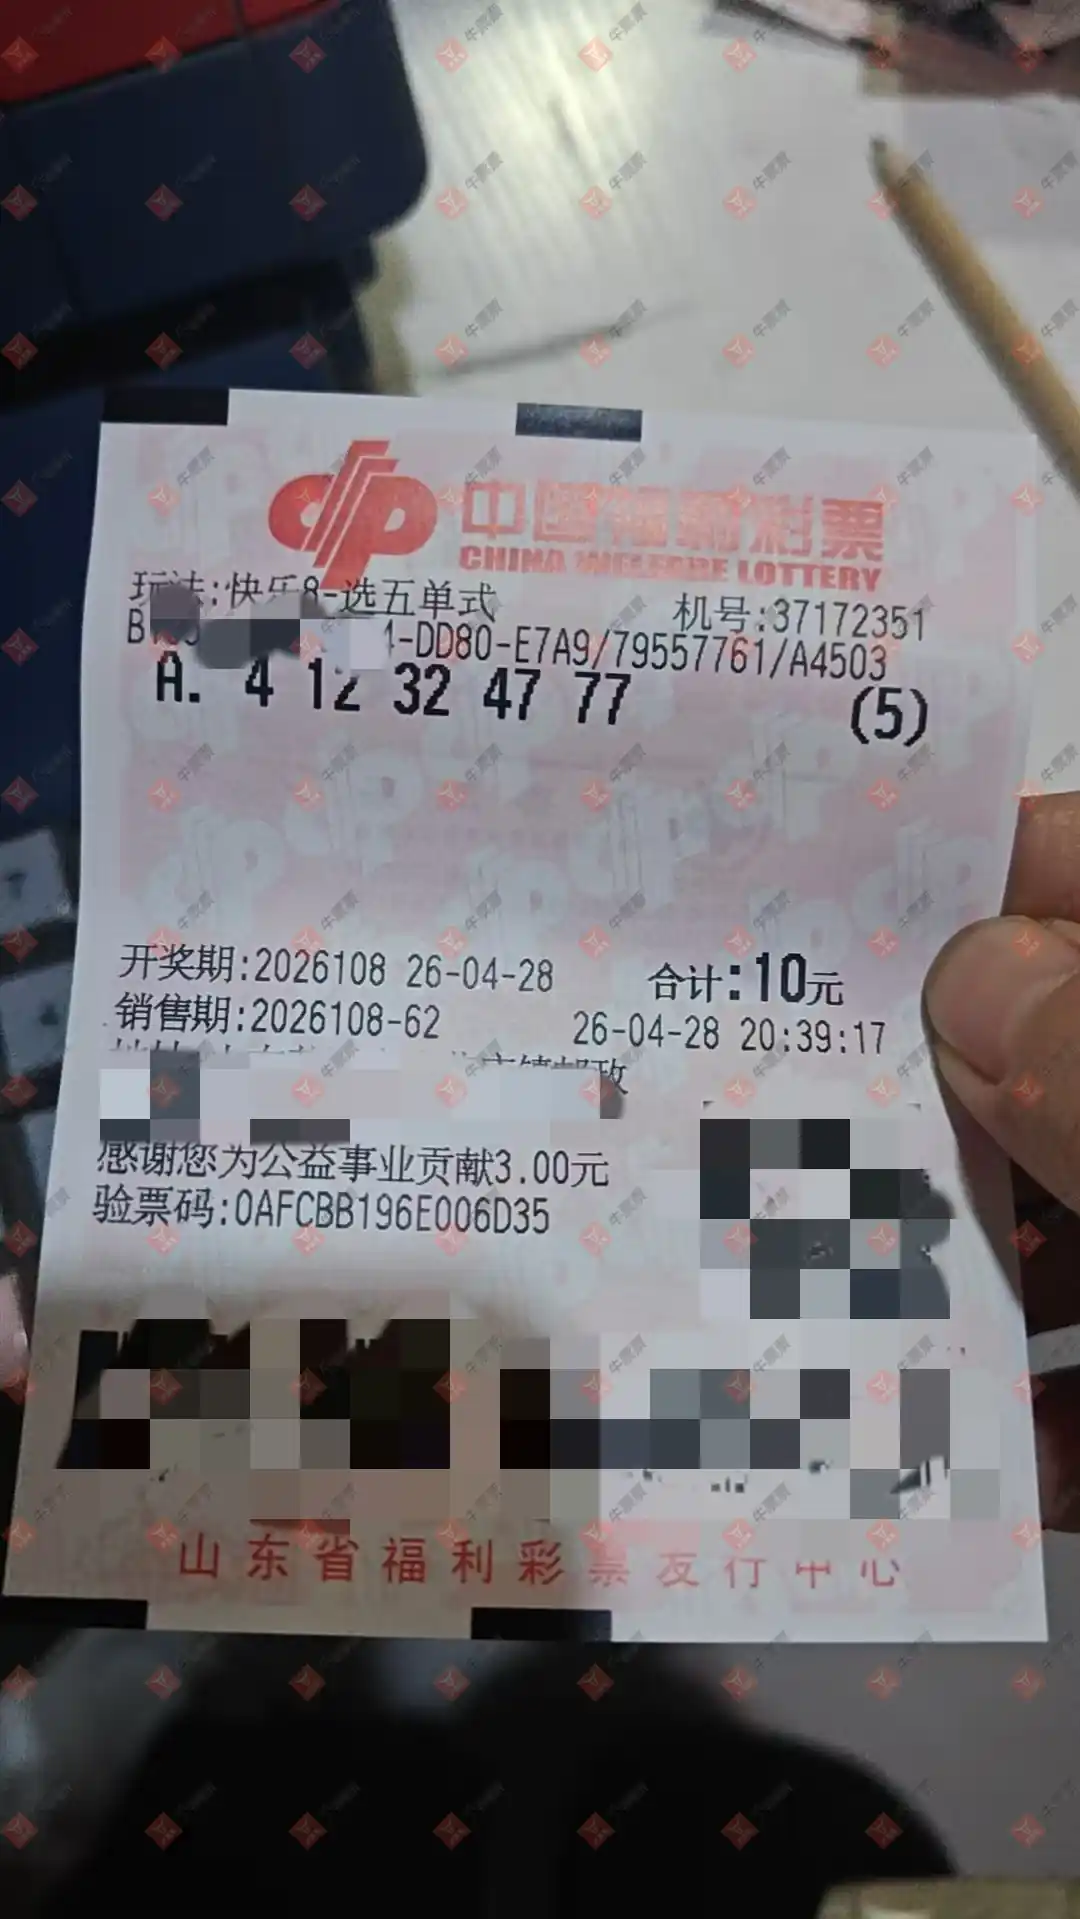 中国福利彩票
CHINA WELFARE LOTTERY
玩法:快乐8-选五单式
机号:37172351
4-DD80-E7A9/79557761/A4503
A. 4 12 32 47 77 (5)
开奖期:2026108 26-04-28 合计:10元
销售期:2026108-62 26-04-28 20:39:17
感谢您为公益事业贡献3.00元
验票码:0AFCBB196E006D35
山东省福利彩票发行中心